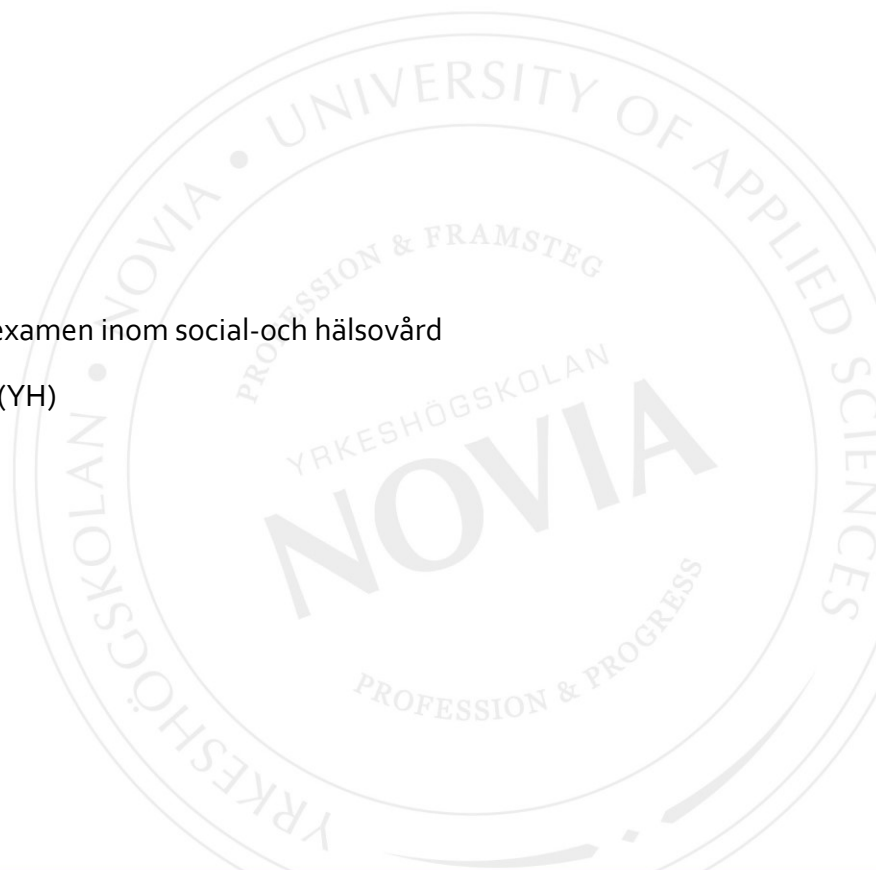 UNIVERSITY OF APPLIED SCIENCES
YRKESHÖGSKOLAN • NOVIA •
PROFESSION & FRAMSTEG
examen inom social-och hälsovård
(YH)
YRKESHÖGSKOLAN
NOVIA
PROFESSION & PROGRESS